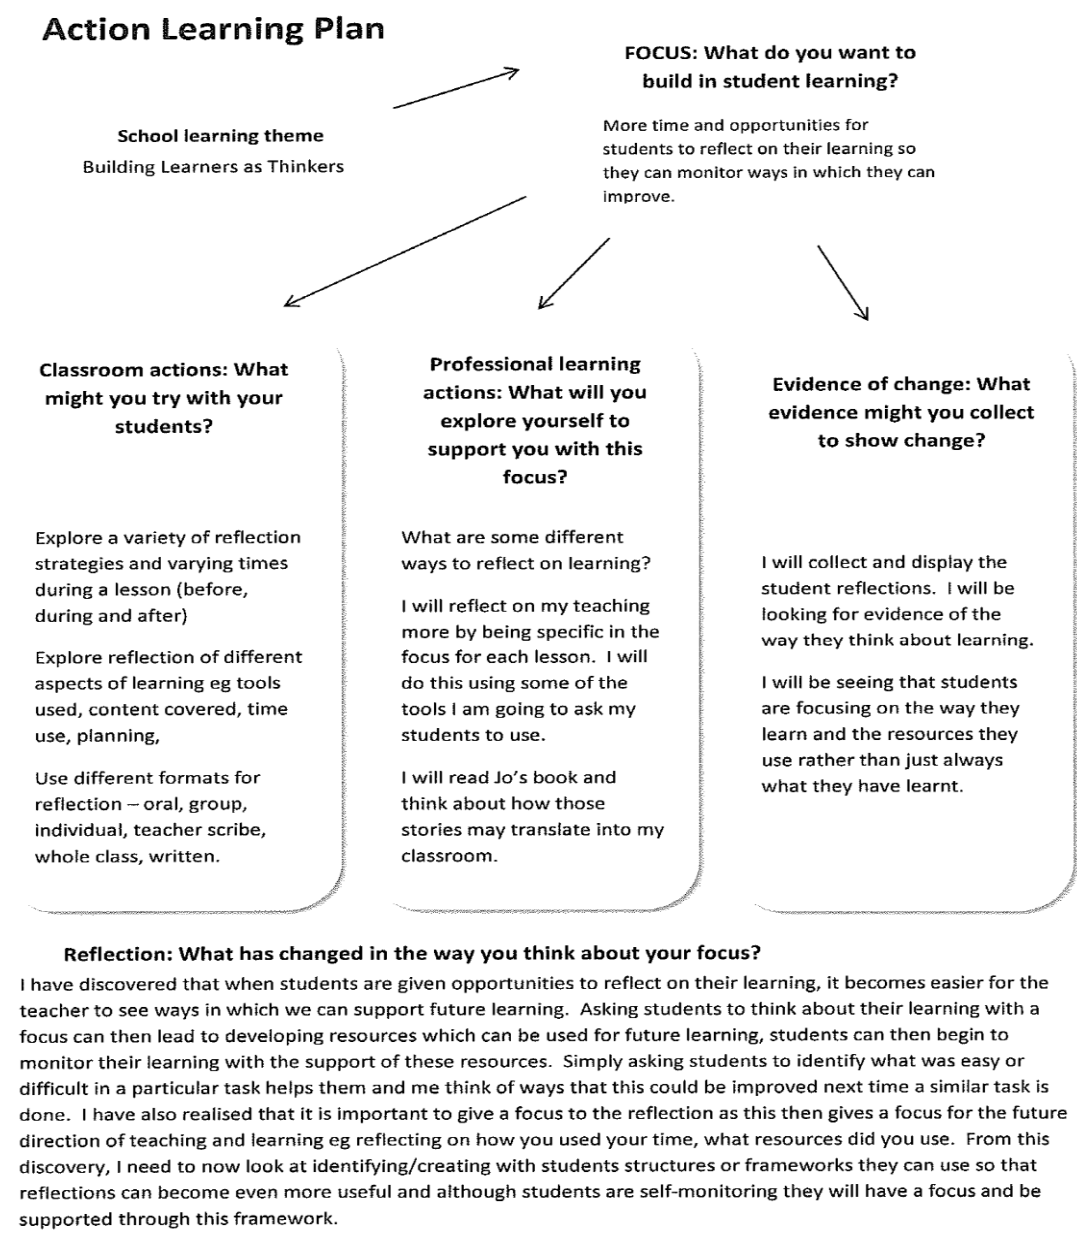 Action Learning Plan
School learning theme
Building Learners as Thinkers
FOCUS: What do you want to
build in student learning?
More time and opportunities for
students to reflect on their learning so
they can monitor ways in which they can
improve.
Classroom actions: What
might you try with your
students?
Explore a variety of reflection
strategies and varying times
during a lesson (before,
during and after)
Explore reflection of different
aspects of learning eg tools
used, content covered, time
use, planning,
Use different formats for
reflection – oral, group,
individual, teacher scribe,
whole class, written.
Professional learning
actions: What will you
explore yourself to
support you with this
focus?
What are some different
ways to reflect on learning?
I will reflect on my teaching
more by being specific in the
focus for each lesson.  I will
do this using some of the
tools I am going to ask my
students to use.
I will read Jo's book and
think about how those
stories may translate into my
classroom.
Evidence of change: What
evidence might you collect
to show change?
I will collect and display the
student reflections.  I will be
looking for evidence of the
way they think about learning.
I will be seeing that students
are focusing on the way they
learn and the resources they
use rather than just always
what they have learnt.
Reflection: What has changed in the way you think about your focus?
I have discovered that when students are given opportunities to reflect on their learning, it becomes easier for the
teacher to see ways in which we can support future learning.  Asking students to think about their learning with a
focus can then lead to developing resources which can be used for future learning, students can then begin to
monitor their learning with the support of these resources.  Simply asking students to identify what was easy or
difficult in a particular task helps them and me think of ways that this could be improved next time a similar task is
done.  I have also realised that it is important to give a focus to the reflection as this then gives a focus for the future
direction of teaching and learning eg reflecting on how you used your time, what resources did you use.  From this
discovery, I need to now look at identifying/creating with students structures or frameworks they can use so that
reflections can become even more useful and although students are self-monitoring they will have a focus and be
supported through this framework.